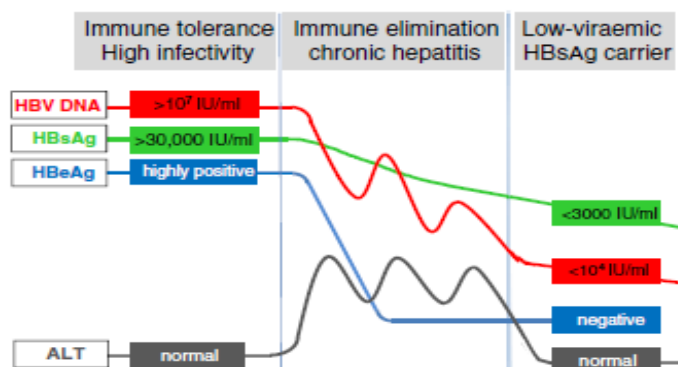 Immune tolerance
High infectivity
Immune elimination
chronic hepatitis
Low-viraemic
HBsAg carrier
HBV DNA
>10⁷ IU/ml
HBsAg
>30,000 IU/ml
HBeAg
highly positive
<3000 IU/ml
<10⁴ IU/ml
negative
ALT
normal
normal